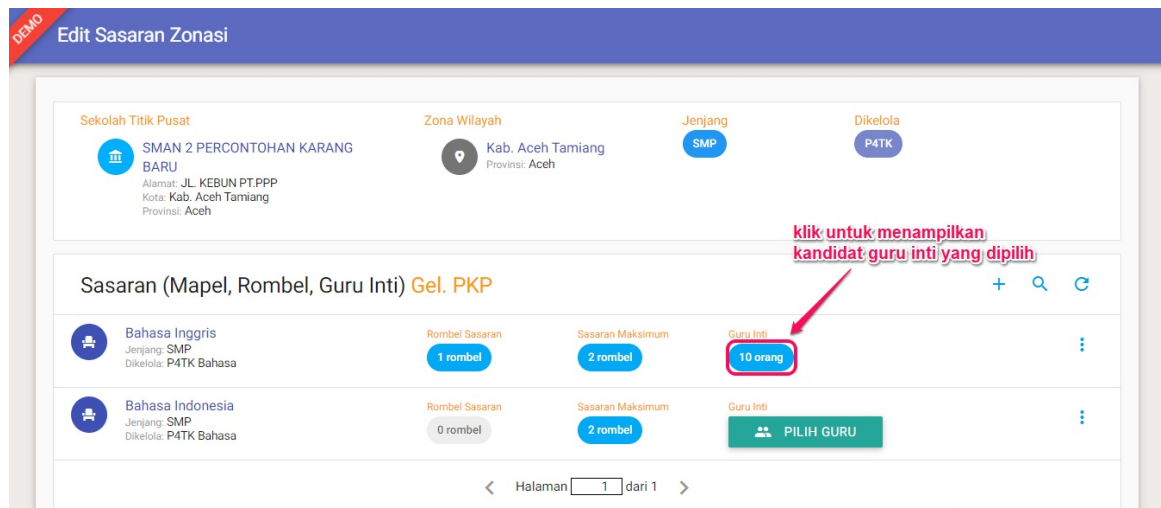 DEMO
Edit Sasaran Zonasi
Sekolah Titik Pusat
SMAN 2 PERCONTOHAN KARANG
BARU
Alamat: JL. KEBUN PT.PPP
Kota: Kab. Aceh Tamiang
Provinsi: Aceh
Zona Wilayah
Kab. Aceh Tamiang
Provinsi: Aceh
Jenjang
SMP
Dikelola
P4TK
klik untuk menampilkan
kandidat guru inti yang dipilih
Sasaran (Mapel, Rombel, Guru Inti) Gel. PKP
Bahasa Inggris
Jenjang: SMP
Dikelola: P4TK Bahasa
Rombel Sasaran
1 rombel
Sasaran Maksimum
2 rombel
Guru Inti
10 orang
Bahasa Indonesia
Jenjang: SMP
Dikelola: P4TK Bahasa
Rombel Sasaran
0 rombel
Sasaran Maksimum
2 rombel
Guru Inti
PILIH GURU
Halaman 1 dari 1